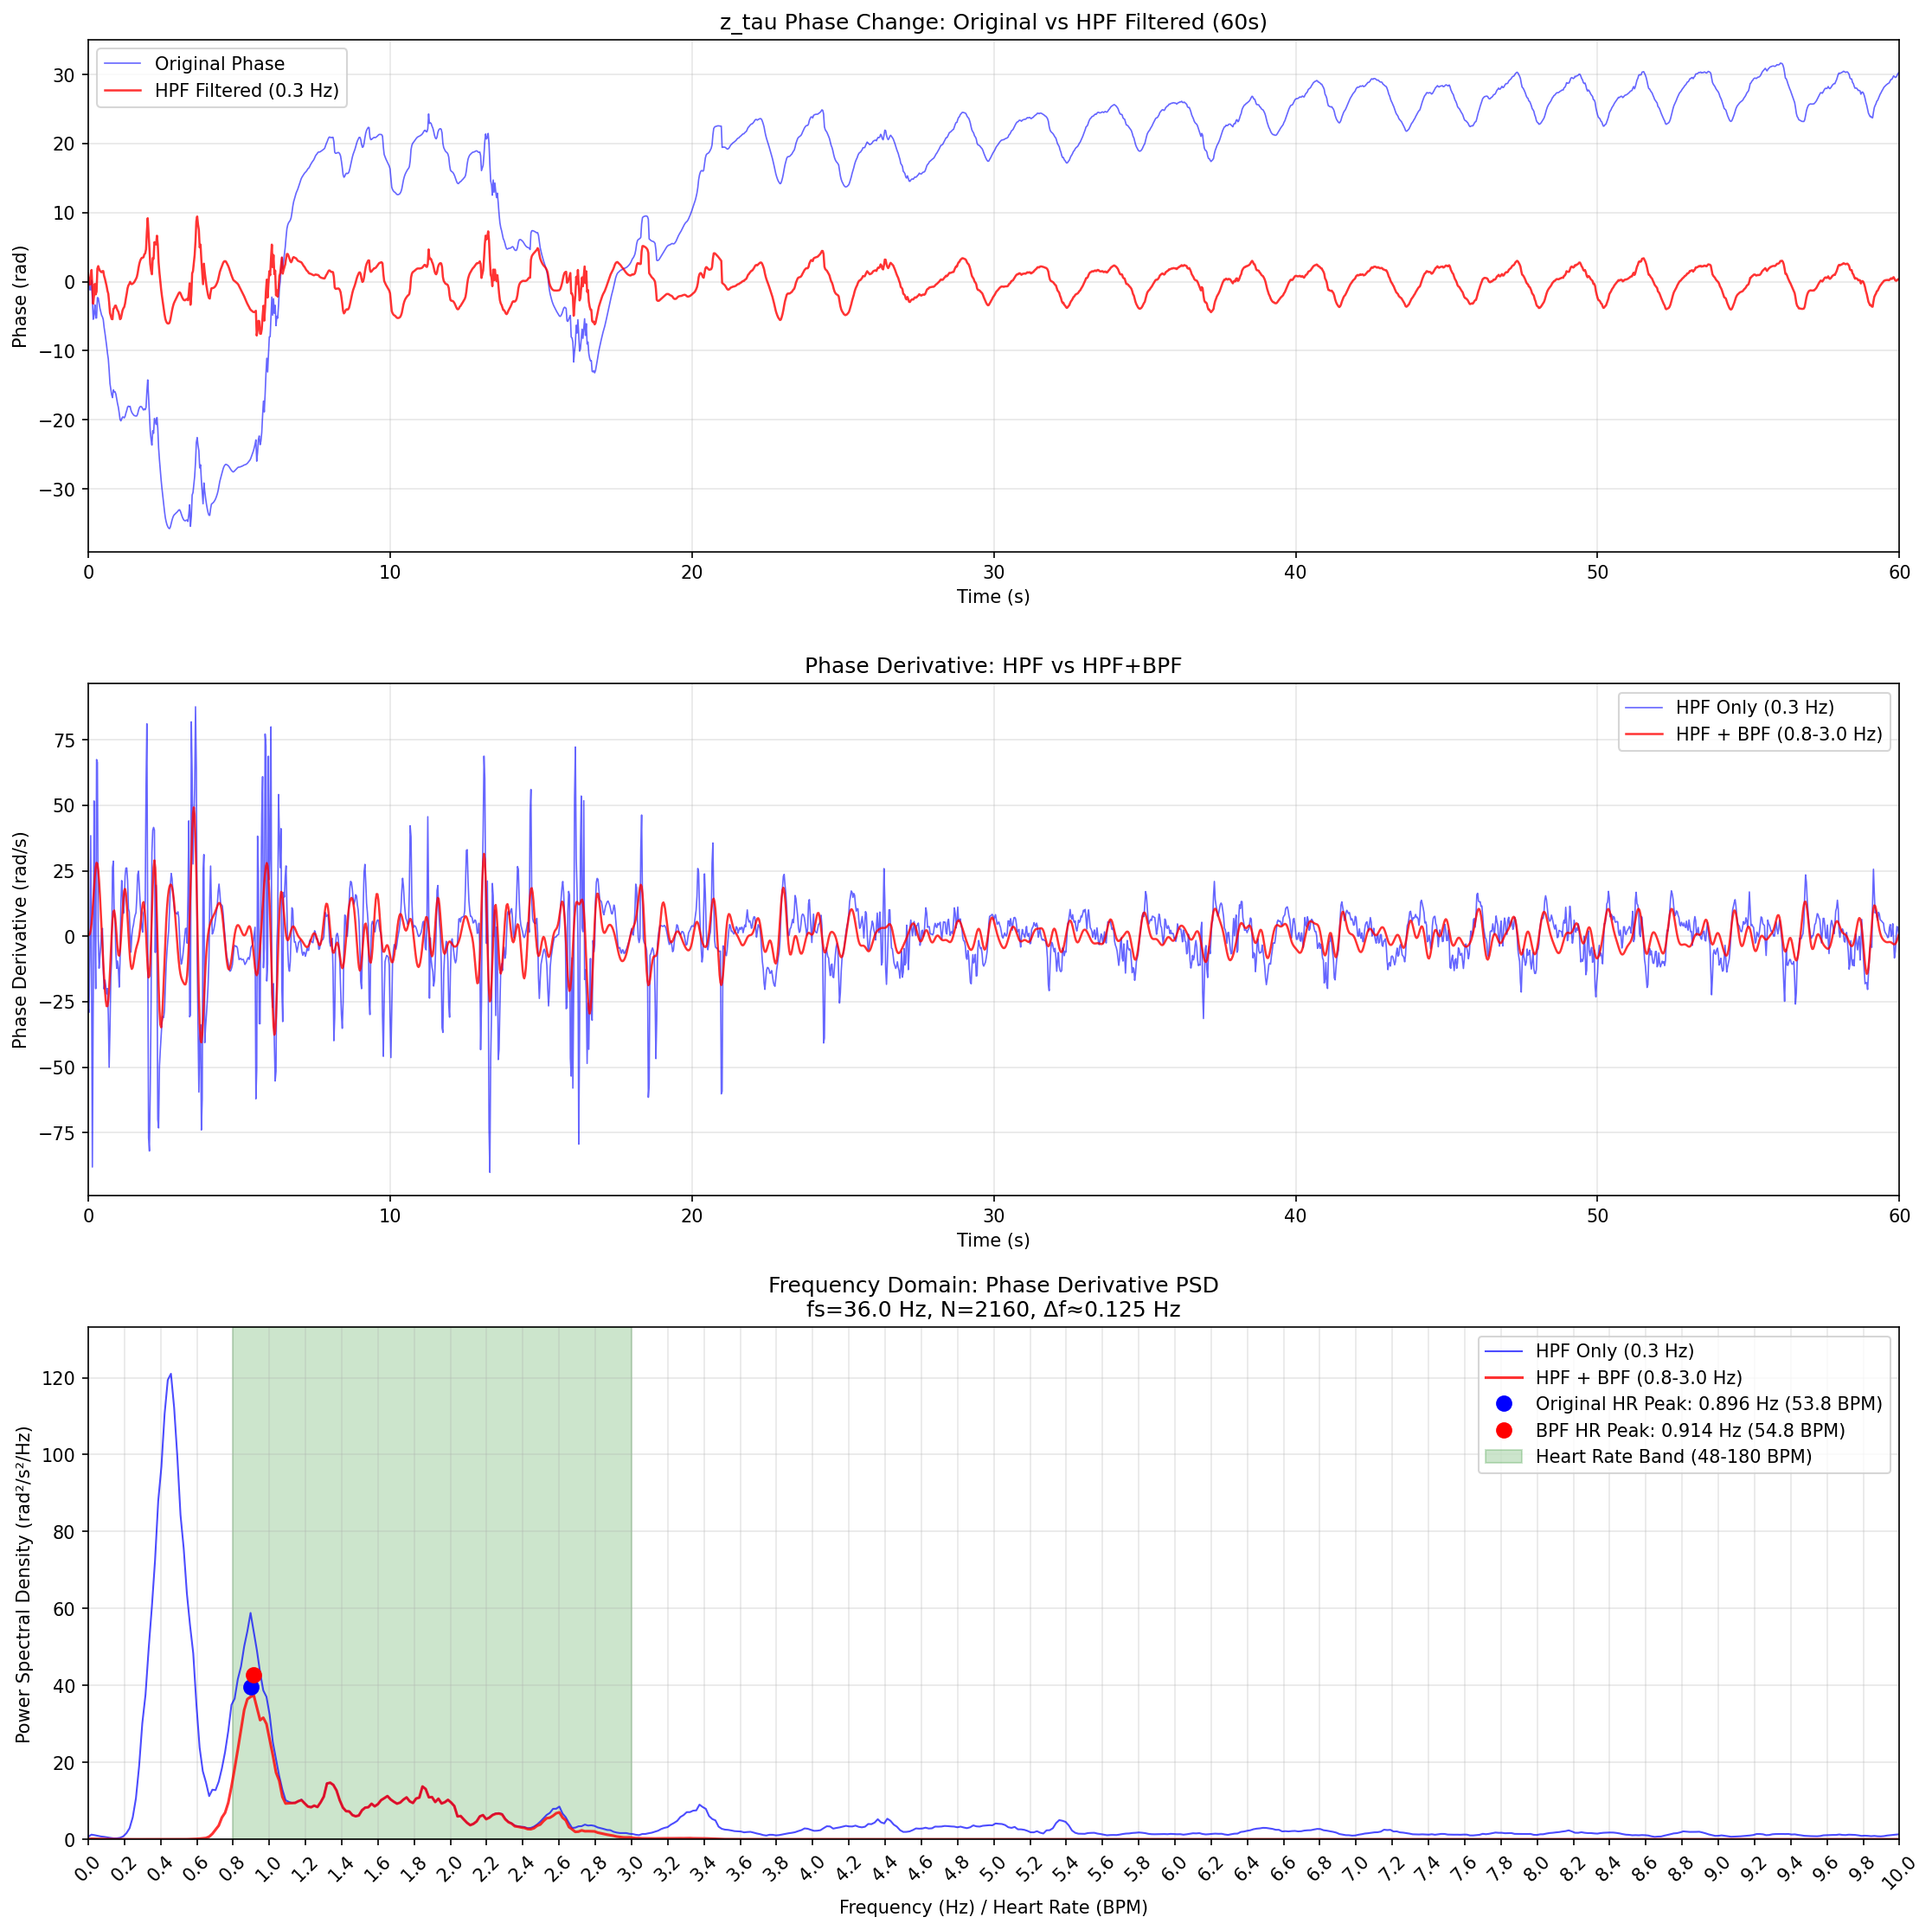 z_tau Phase Change: Original vs HPF Filtered (60s)
Original Phase
HPF Filtered (0.3 Hz)
Phase (rad)
30
20
10
0
−10
−20
−30
0 10 20 30 40 50 60
Time (s)
Phase Derivative: HPF vs HPF+BPF
HPF Only (0.3 Hz)
HPF + BPF (0.8-3.0 Hz)
Phase Derivative (rad/s)
75
50
25
0
−25
−50
−75
0 10 20 30 40 50 60
Time (s)
Frequency Domain: Phase Derivative PSD
fs=36.0 Hz, N=2160, Δf≈0.125 Hz
HPF Only (0.3 Hz)
HPF + BPF (0.8-3.0 Hz)
Original HR Peak: 0.896 Hz (53.8 BPM)
BPF HR Peak: 0.914 Hz (54.8 BPM)
Heart Rate Band (48-180 BPM)
Power Spectral Density (rad²/s²/Hz)
120
100
80
60
40
20
0
0.0 0.2 0.4 0.6 0.8 1.0 1.2 1.4 1.6 1.8 2.0 2.2 2.4 2.6 2.8 3.0 3.2 3.4 3.6 3.8 4.0 4.2 4.4 4.6 4.8 5.0 5.2 5.4 5.6 5.8 6.0 6.2 6.4 6.6 6.8 7.0 7.2 7.4 7.6 7.8 8.0 8.2 8.4 8.6 8.8 9.0 9.2 9.4 9.6 9.8 10.0
Frequency (Hz) / Heart Rate (BPM)